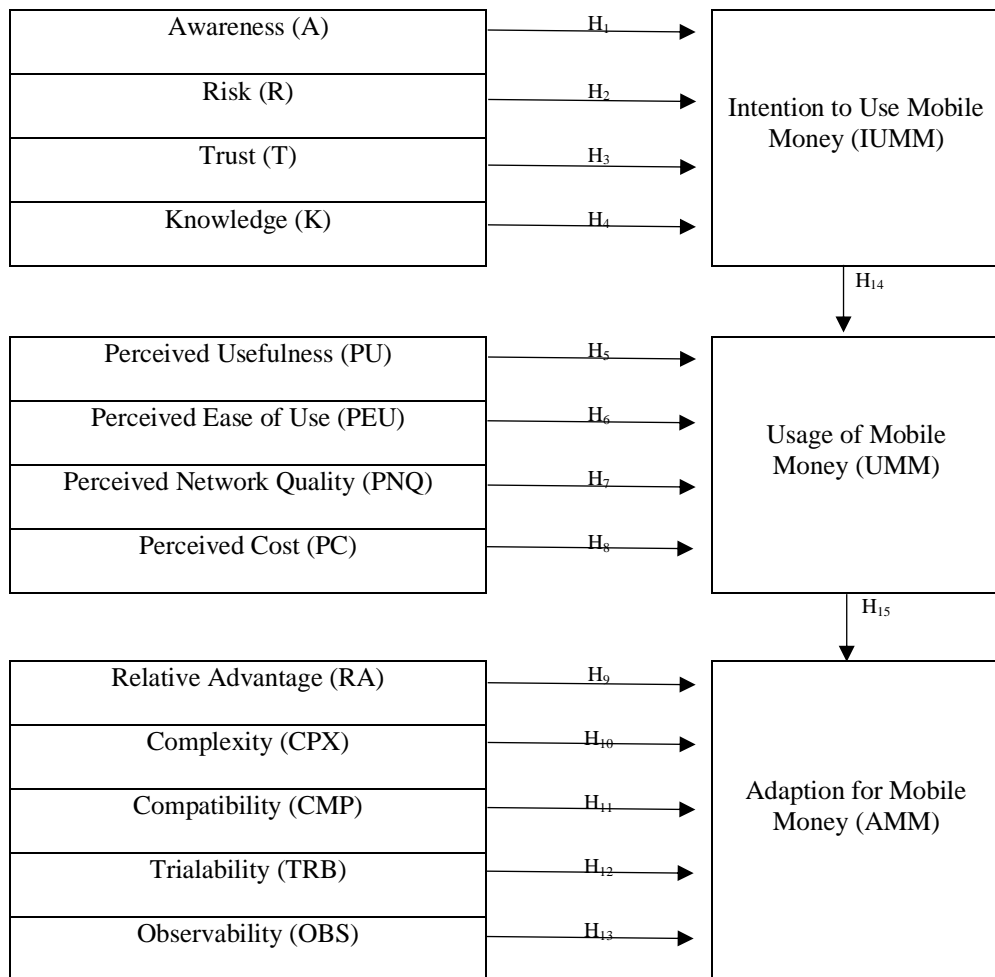 Awareness (A)
H1
Risk (R)
H2
Intention to Use Mobile
Money (IUMM)
Trust (T)
H3
Knowledge (K)
H4
H14
Perceived Usefulness (PU)
H5
Perceived Ease of Use (PEU)
H6
Usage of Mobile
Money (UMM)
Perceived Network Quality (PNQ)
H7
Perceived Cost (PC)
H8
H15
Relative Advantage (RA)
H9
Complexity (CPX)
H10
Compatibility (CMP)
H11
Adaption for Mobile
Money (AMM)
Trialability (TRB)
H12
Observability (OBS)
H13